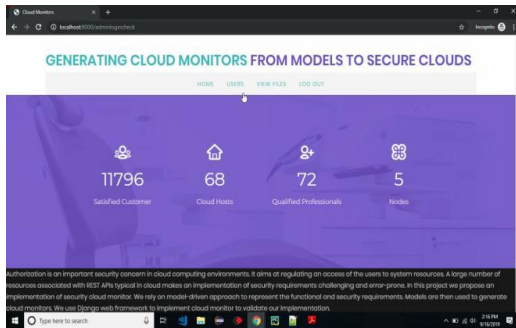 Cloud Monitors
localhost:8000/adminlogincheck
Incognito
GENERATING CLOUD MONITORS FROM MODELS TO SECURE CLOUDS
HOME USERS VIEW FILES LOG OUT
11796 68 72 5
Satisfied Customer Cloud Hosts Qualified Professionals Nodes
Authorization is an important security concern in cloud computing environments. It aims at regulating an access of the users to system resources. A large number of
resources associated with REST APIs typical in cloud makes an implementation of security requirements challenging and error-prone. In this project we propose an
implementation of security cloud monitor. We rely on model-driven approach to represent the functional and security requirements. Models are then used to generate
cloud monitors. We use Django web framework to implement cloud monitor to validate our implementation.
Type here to search
2:15 PM
9/16/2019